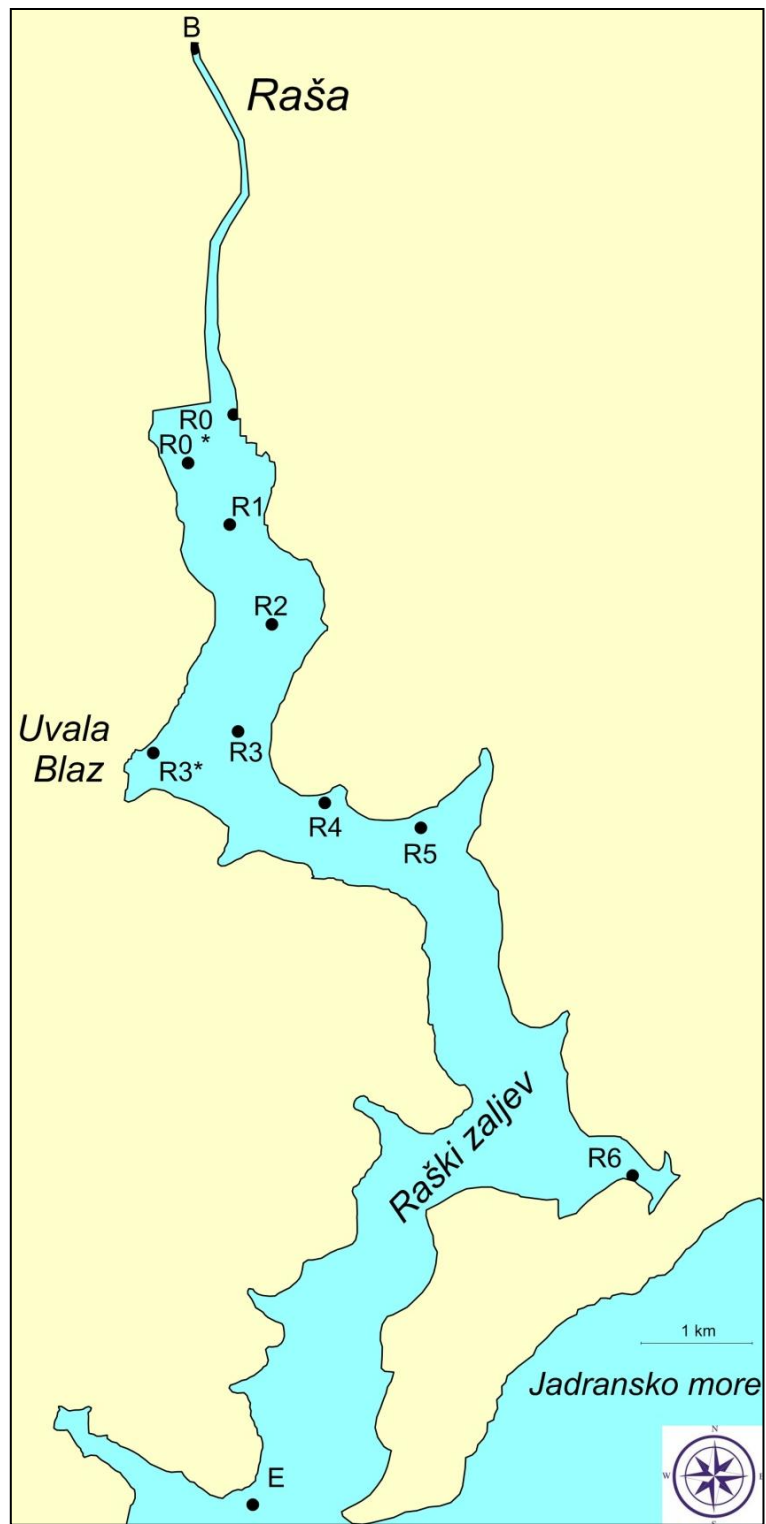 B
Raša
R0
R0 *
R1
R2
Uvala
Blaz
R3
R3*
R4
R5
Raški zaljev
R6
1 km
Jadransko more
N
W
E